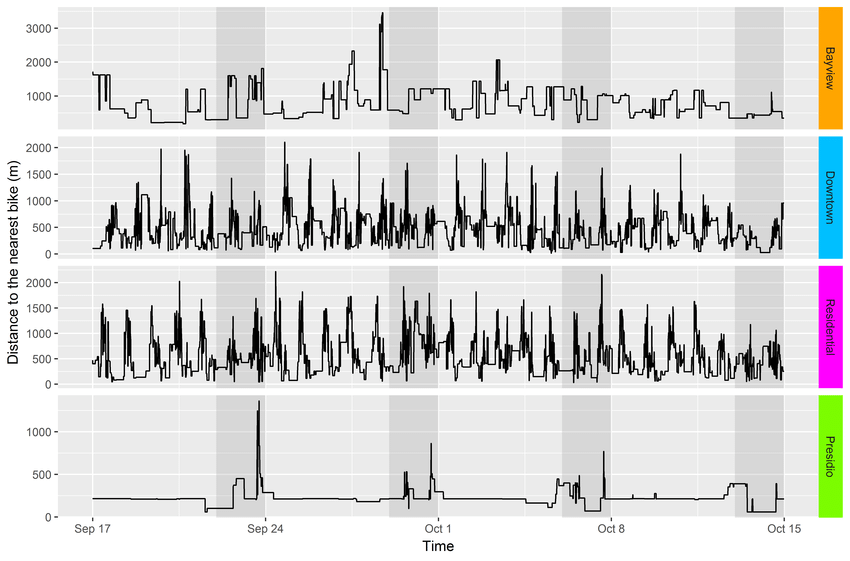 Distance to the nearest bike (m)
3000
2000
1000
Bayview
2000
1500
1000
500
0
Downtown
2000
1500
1000
500
0
Residential
1000
500
0
Presidio
Sep 17
Sep 24
Oct 1
Oct 8
Oct 15
Time